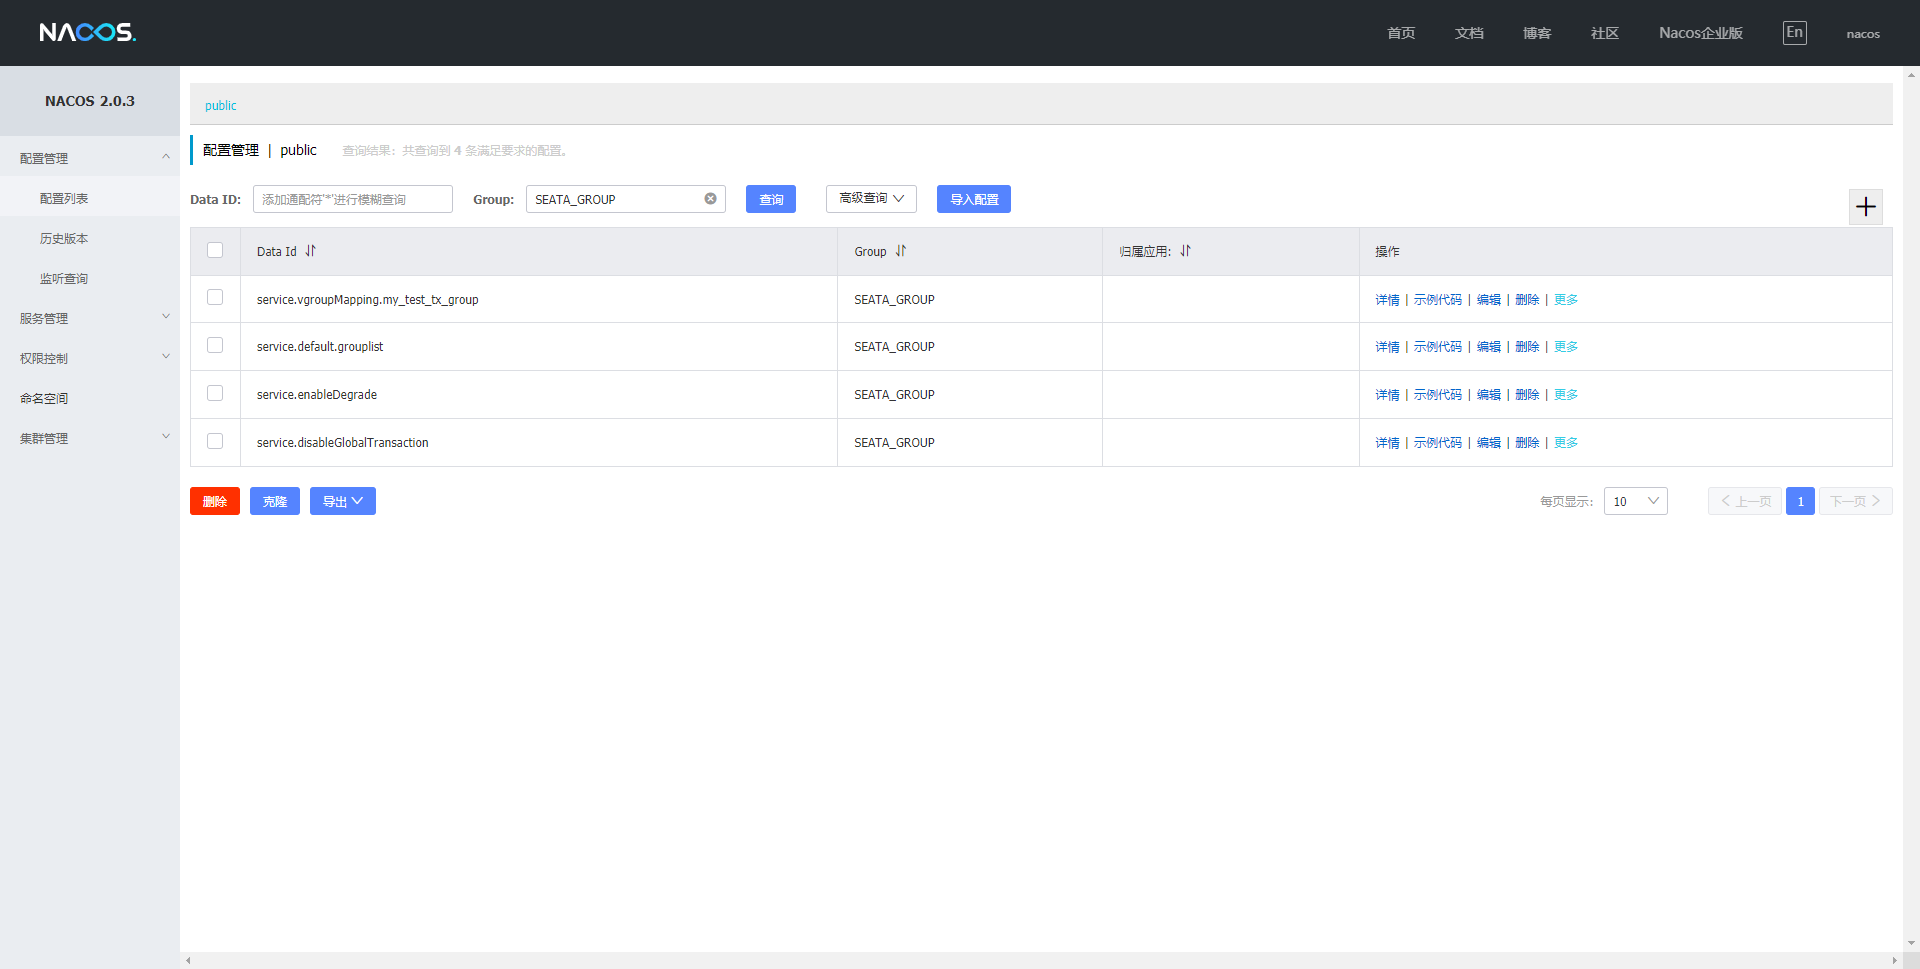 NACOS.
首页 文档 博客 社区 Nacos企业版 En nacos
NACOS 2.0.3
配置管理
配置列表
历史版本
监听查询
服务管理
权限控制
命名空间
集群管理
public
配置管理 | public 查询结果：共查询到 4 条满足要求的配置。
Data ID: 添加通配符'*'进行模糊查询 Group: SEATA_GROUP 查询 高级查询 导入配置
Data Id Group 归属应用: 操作
service.vgroupMapping.my_test_tx_group SEATA_GROUP 详情 | 示例代码 | 编辑 | 删除 | 更多
service.default.grouplist SEATA_GROUP 详情 | 示例代码 | 编辑 | 删除 | 更多
service.enableDegrade SEATA_GROUP 详情 | 示例代码 | 编辑 | 删除 | 更多
service.disableGlobalTransaction SEATA_GROUP 详情 | 示例代码 | 编辑 | 删除 | 更多
删除 克隆 导出 每页显示: 10 上一页 1 下一页